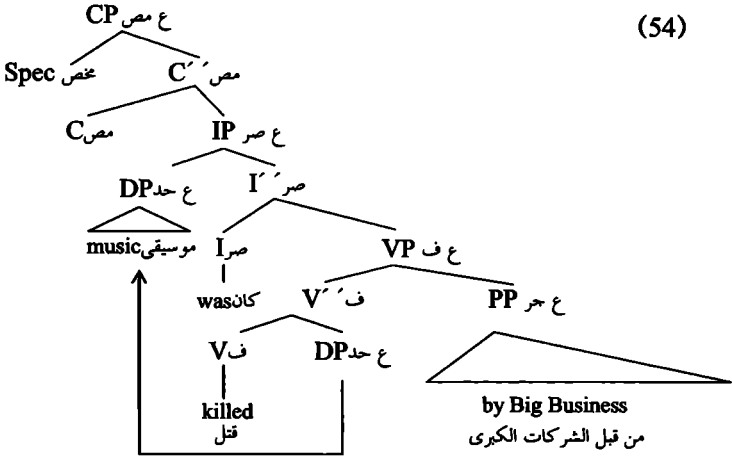 CP ع مص
(54)
Spec مخص
C´´ مص
C مص
IP ع صر
DP ع حد
I´´ صر
music موسيقى
I صر
VP ع ف
was كان
V´´ ف
PP ع جر
V ف
DP ع حد
killed
قتل
by Big Business
من قبل الشركات الكبرى